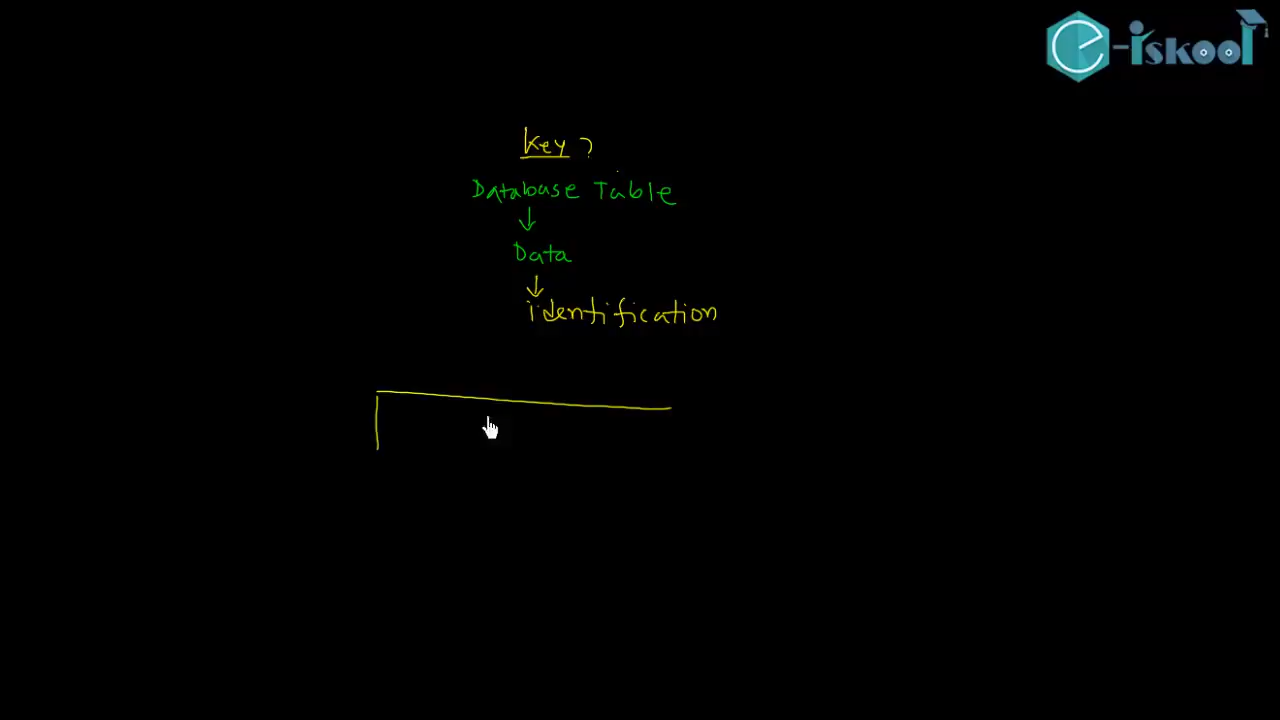 e-iskool
Key ?
Database Table
↓
Data
↓
identification